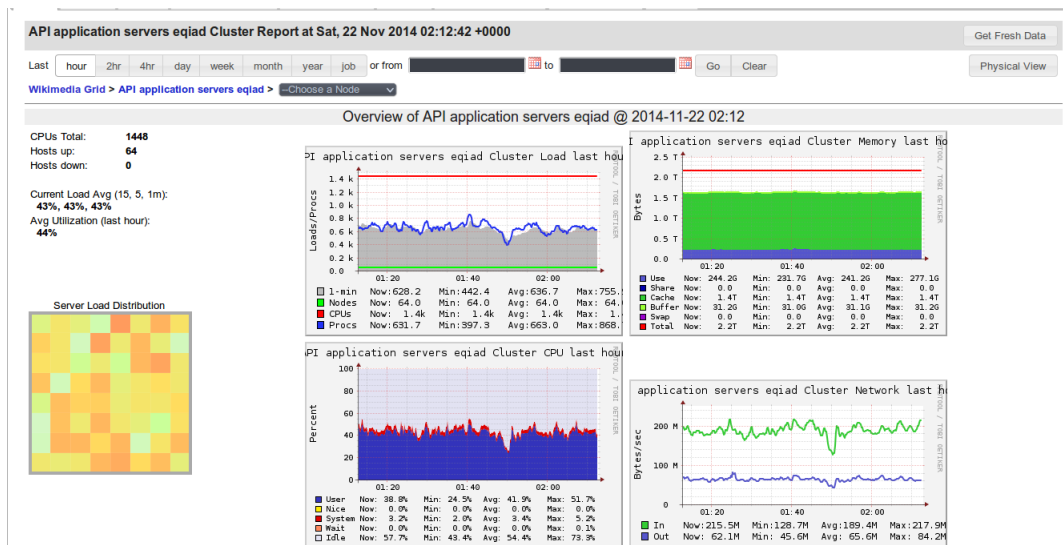 API application servers eqiad Cluster Report at Sat, 22 Nov 2014 02:12:42 +0000
Get Fresh Data
Last hour 2hr 4hr day week month year job or from to Go Clear
Physical View
Wikimedia Grid > API application servers eqiad > --Choose a Node
Overview of API application servers eqiad @ 2014-11-22 02:12
CPUs Total: 1448
Hosts up: 64
Hosts down: 0
Current Load Avg (15, 5, 1m):
43%, 43%, 43%
Avg Utilization (last hour):
44%
Server Load Distribution
PI application servers eqiad Cluster Load last hou
RRDTOOL / TOBI OETIKER
Loads/Procs
1.4 k
1.2 k
1.0 k
0.8 k
0.6 k
0.4 k
0.2 k
0.0
01:20 01:40 02:00
1-min Now:628.2 Min:442.4 Avg:636.7 Max:755.
Nodes Now: 64.0 Min: 64.0 Avg: 64.0 Max: 64.
CPUs Now: 1.4k Min: 1.4k Avg: 1.4k Max: 1.
Procs Now:631.7 Min:397.3 Avg:663.0 Max:868.
I application servers eqiad Cluster Memory last ho
RRDTOOL / TOBI OETIKER
Bytes
2.5 T
2.0 T
1.5 T
1.0 T
0.5 T
0.0
01:20 01:40 02:00
Use Now: 244.2G Min: 231.7G Avg: 241.2G Max: 277.1G
Share Now: 0.0 Min: 0.0 Avg: 0.0 Max: 0.0
Cache Now: 1.4T Min: 1.4T Avg: 1.4T Max: 1.4T
Buffer Now: 31.2G Min: 31.0G Avg: 31.1G Max: 31.2G
Swap Now: 0.0 Min: 0.0 Avg: 0.0 Max: 0.0
Total Now: 2.2T Min: 2.2T Avg: 2.2T Max: 2.2T
PI application servers eqiad Cluster CPU last hou
RRDTOOL / TOBI OETIKER
Percent
100
80
60
40
20
0
01:20 01:40 02:00
User Now: 38.8% Min: 24.5% Avg: 41.9% Max: 51.7%
Nice Now: 0.0% Min: 0.0% Avg: 0.0% Max: 0.0%
System Now: 3.2% Min: 2.0% Avg: 3.4% Max: 5.2%
Wait Now: 0.0% Min: 0.0% Avg: 0.0% Max: 0.1%
Idle Now: 57.7% Min: 43.4% Avg: 54.4% Max: 73.3%
application servers eqiad Cluster Network last h
RRDTOOL / TOBI OETIKER
Bytes/sec
200 M
100 M
0
01:20 01:40 02:00
In Now:215.5M Min:128.7M Avg:189.4M Max:217.9M
Out Now: 62.1M Min: 45.6M Avg: 65.6M Max: 84.2M